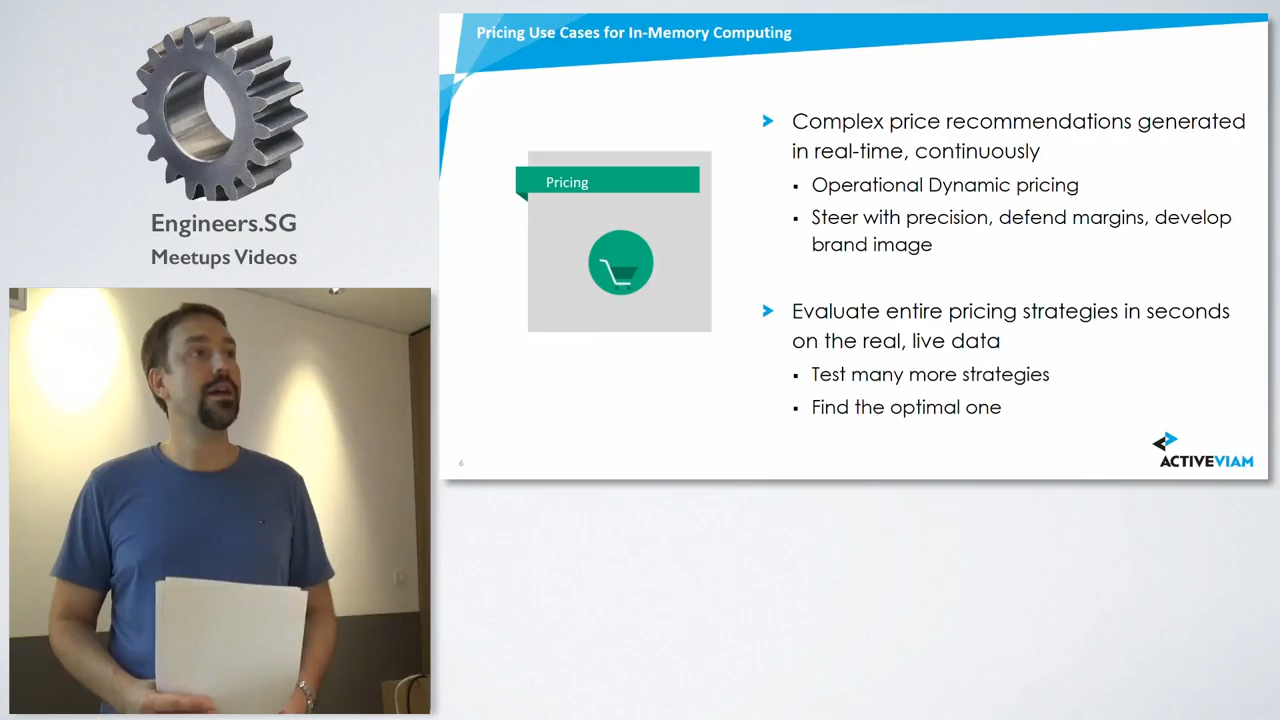 Engineers.SG
Meetups Videos
Pricing Use Cases for In-Memory Computing
Pricing
Complex price recommendations generated
in real-time, continuously
Operational Dynamic pricing
Steer with precision, defend margins, develop
brand image
Evaluate entire pricing strategies in seconds
on the real, live data
Test many more strategies
Find the optimal one
6
ACTIVEVIAM